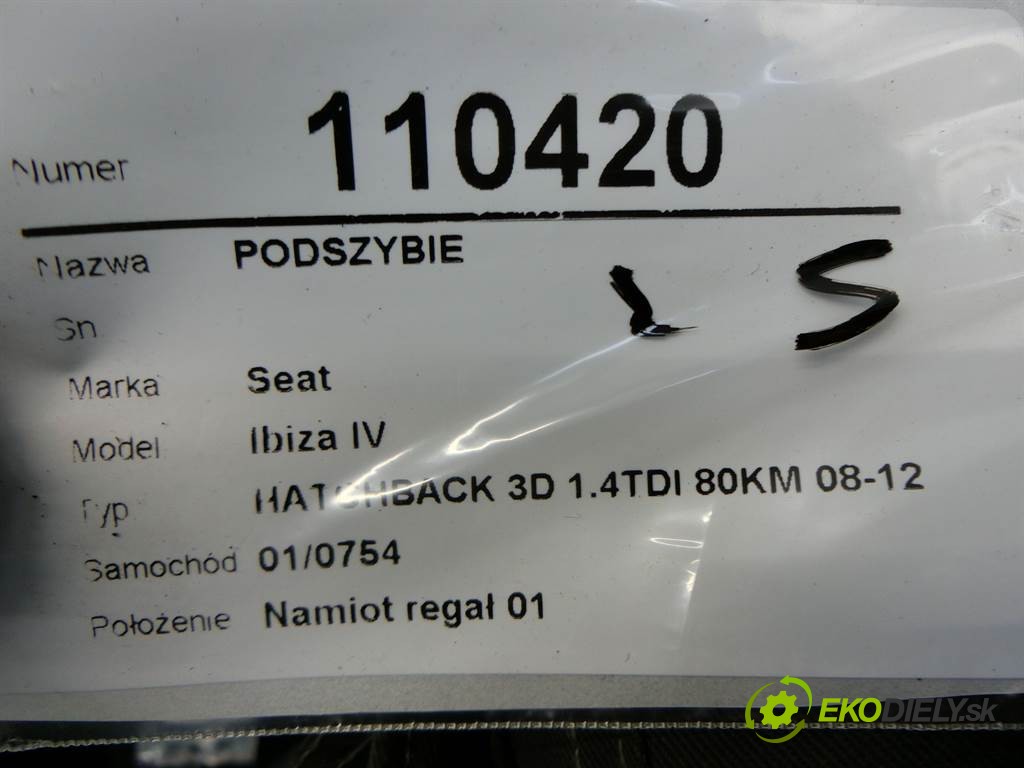 Numer 110420
Nazwa PODSZYBIE
Sn
Marka Seat
Model Ibiza IV
Typ HATCHBACK 3D 1.4TDI 80KM 08-12
Samochód 01/0754
Położenie Namiot regał 01
EKODIELY.sk